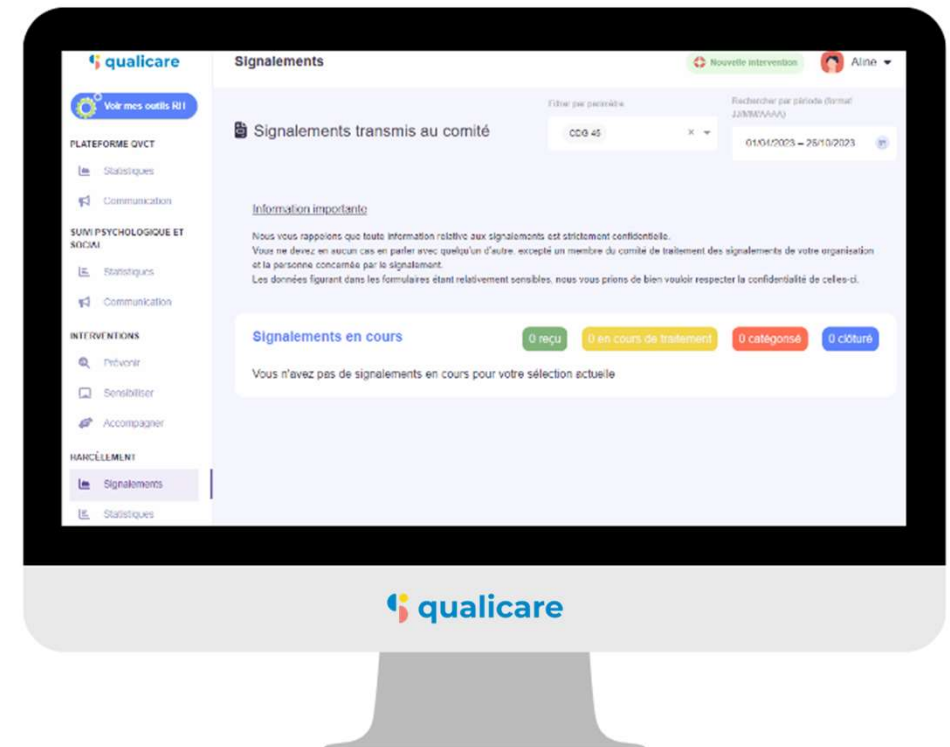 qualicare
Signalements
Nouvelle intervention
Aline
Voir mes outils RH
PLATEFORME QVCT
Statistiques
Communication
SUIVI PSYCHOLOGIQUE ET
SOCIAL
Statistiques
Communication
INTERVENTIONS
Prévenir
Sensibiliser
Accompagner
HARCÈLEMENT
Signalements
Statistiques
Signalements transmis au comité
Filtrer par périmètre
CDG 45
Rechercher par période (format
JJ/MM/AAAA)
01/04/2023 – 26/10/2023
Information importante
Nous vous rappelons que toute information relative aux signalements est strictement confidentielle.
Vous ne devez en aucun cas en parler avec quelqu'un d'autre, excepté un membre du comité de traitement des signalements de votre organisation
et la personne concernée par le signalement.
Les données figurant dans les formulaires étant relativement sensibles, nous vous prions de bien vouloir respecter la confidentialité de celles-ci.
Signalements en cours
0 reçu
0 en cours de traitement
0 catégorisé
0 clôturé
Vous n'avez pas de signalements en cours pour votre sélection actuelle
qualicare